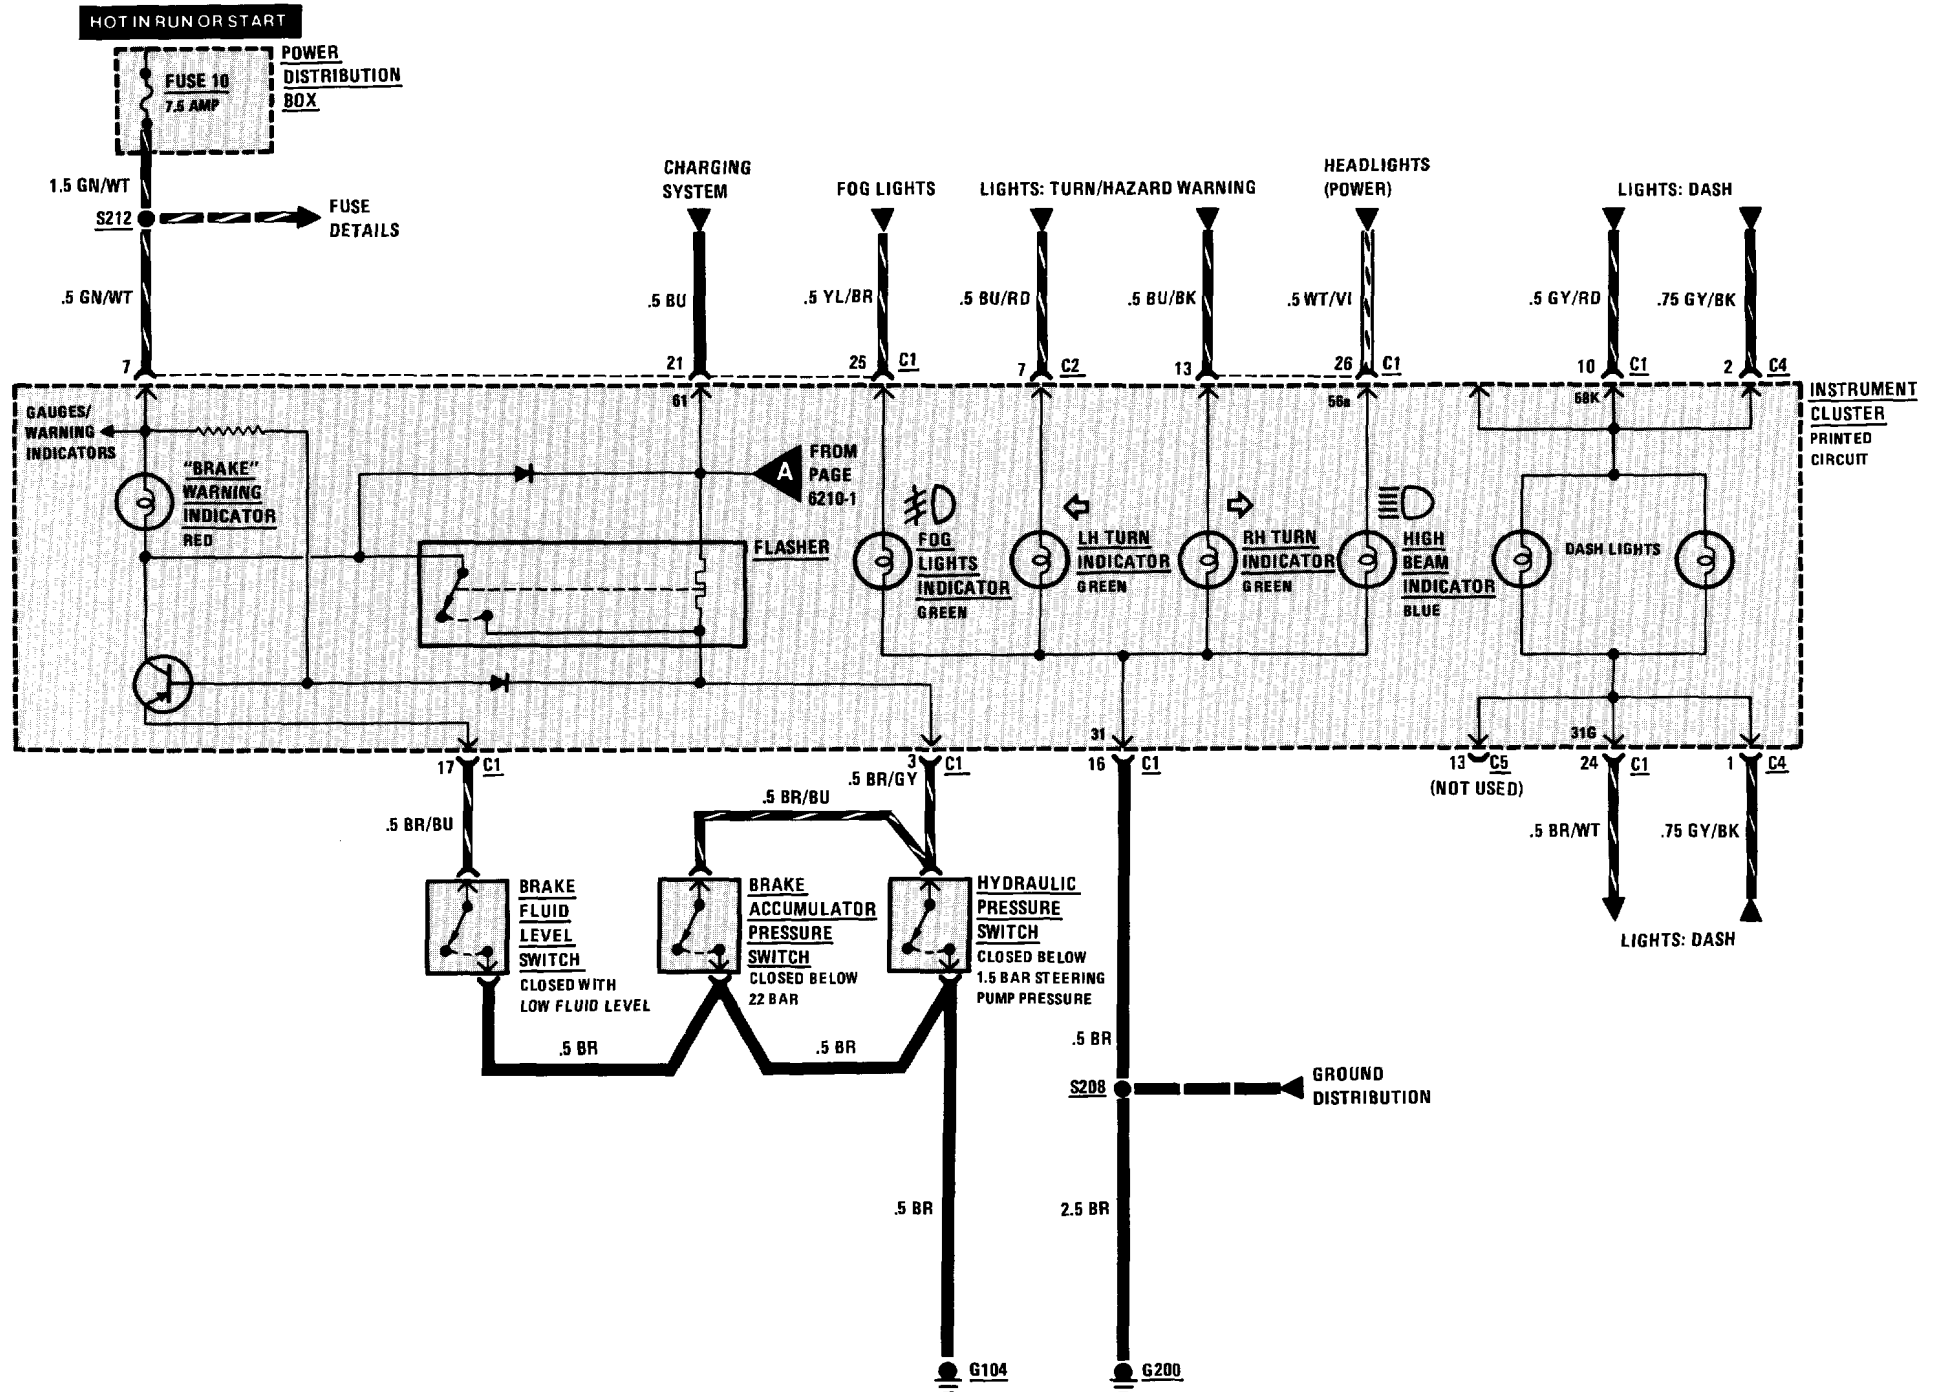 HOT IN RUN OR START
POWER
DISTRIBUTION
BOX
FUSE 10
7.5 AMP
1.5 GN/WT
S212
FUSE
DETAILS
.5 GN/WT
CHARGING
SYSTEM
FOG LIGHTS
LIGHTS: TURN/HAZARD WARNING
HEADLIGHTS
(POWER)
LIGHTS: DASH
.5 BU
.5 YL/BR
.5 BU/RD
.5 BU/BK
.5 WT/VI
.5 GY/RD
.75 GY/BK
7
21
25
C1
7
C2
13
26
C1
10
C1
2
C4
61
56a
58K
INSTRUMENT
CLUSTER
PRINTED
CIRCUIT
GAUGES/
WARNING
INDICATORS
"BRAKE"
WARNING
INDICATOR
RED
A
FROM
PAGE
6210-1
FLASHER
FOG
LIGHTS
INDICATOR
GREEN
LH TURN
INDICATOR
GREEN
RH TURN
INDICATOR
GREEN
HIGH
BEAM
INDICATOR
BLUE
DASH LIGHTS
31
31G
17
C1
3
C1
16
C1
13
C5
(NOT USED)
24
C1
1
C4
.5 BR/BU
.5 BR/BU
.5 BR/GY
.5 BR/WT
.75 GY/BK
BRAKE
FLUID
LEVEL
SWITCH
CLOSED WITH
LOW FLUID LEVEL
BRAKE
ACCUMULATOR
PRESSURE
SWITCH
CLOSED BELOW
22 BAR
HYDRAULIC
PRESSURE
SWITCH
CLOSED BELOW
1.5 BAR STEERING
PUMP PRESSURE
LIGHTS: DASH
.5 BR
.5 BR
.5 BR
S208
GROUND
DISTRIBUTION
.5 BR
2.5 BR
G104
G200